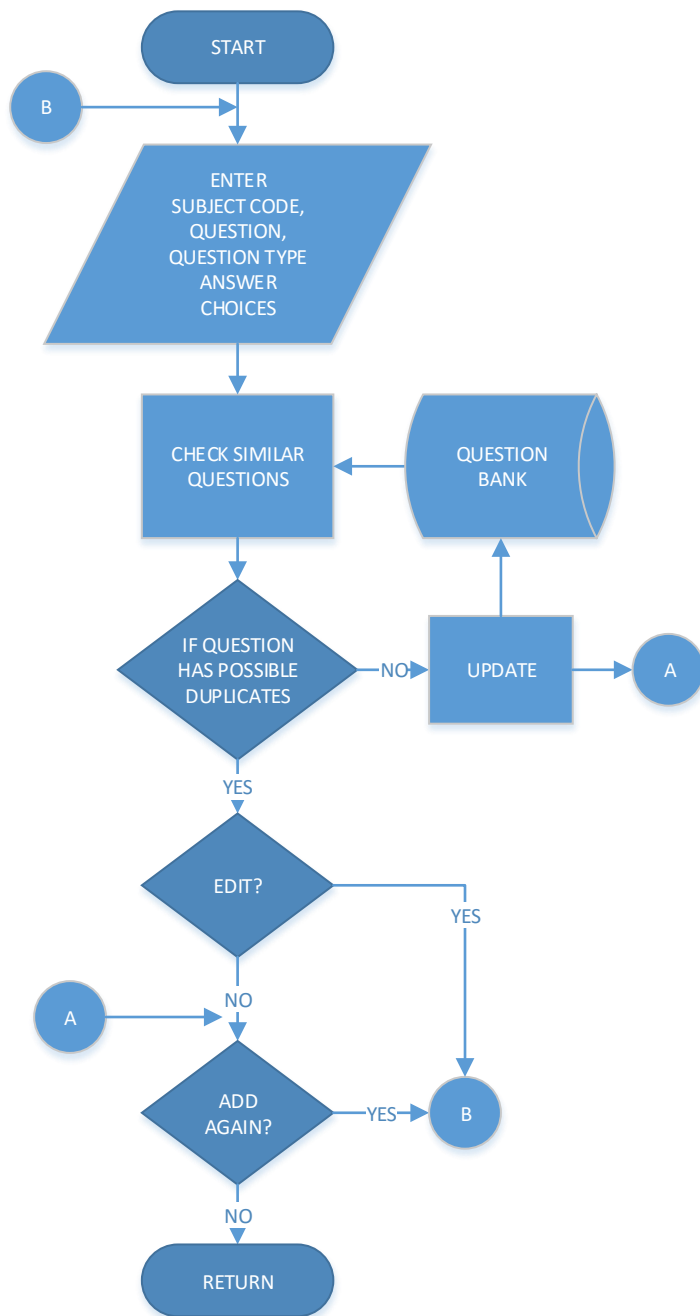 START
B
ENTER
SUBJECT CODE,
QUESTION,
QUESTION TYPE
ANSWER
CHOICES
CHECK SIMILAR
QUESTIONS
QUESTION
BANK
IF QUESTION
HAS POSSIBLE
DUPLICATES
NO
UPDATE
A
YES
EDIT?
YES
NO
A
ADD
AGAIN?
YES
B
NO
RETURN